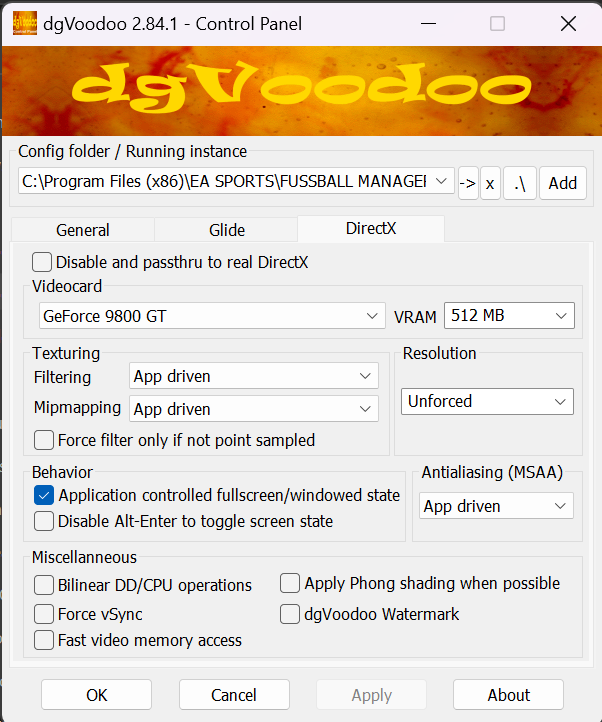 dgVoodoo 2.84.1 - Control Panel
dgVoodoo
Config folder / Running instance
C:\Program Files (x86)\EA SPORTS\FUSSBALL MANAGER -> x .\ Add
General Glide DirectX
Disable and passthru to real DirectX
Videocard
GeForce 9800 GT VRAM 512 MB
Texturing
Filtering App driven
Mipmapping App driven
Force filter only if not point sampled
Resolution
Unforced
Behavior
Application controlled fullscreen/windowed state
Disable Alt-Enter to toggle screen state
Antialiasing (MSAA)
App driven
Miscellaneous
Bilinear DD/CPU operations Apply Phong shading when possible
Force vSync dgVoodoo Watermark
Fast video memory access
OK Cancel Apply About